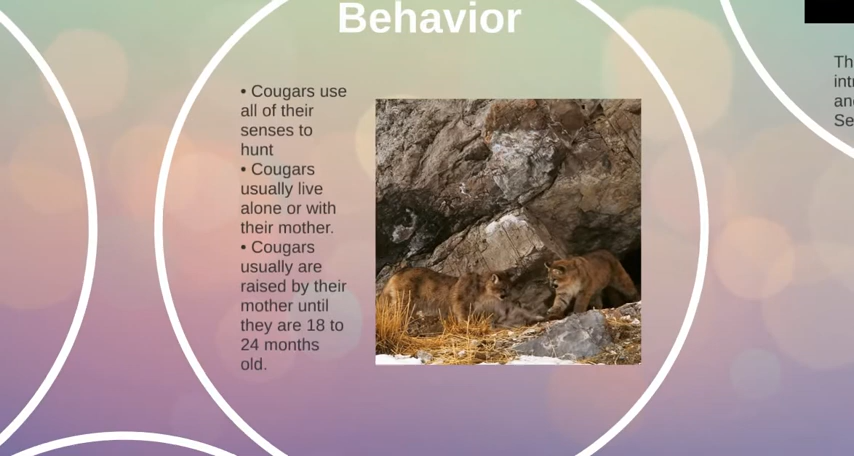 Behavior
• Cougars use
all of their
senses to
hunt
• Cougars
usually live
alone or with
their mother.
• Cougars
usually are
raised by their
mother until
they are 18 to
24 months
old.